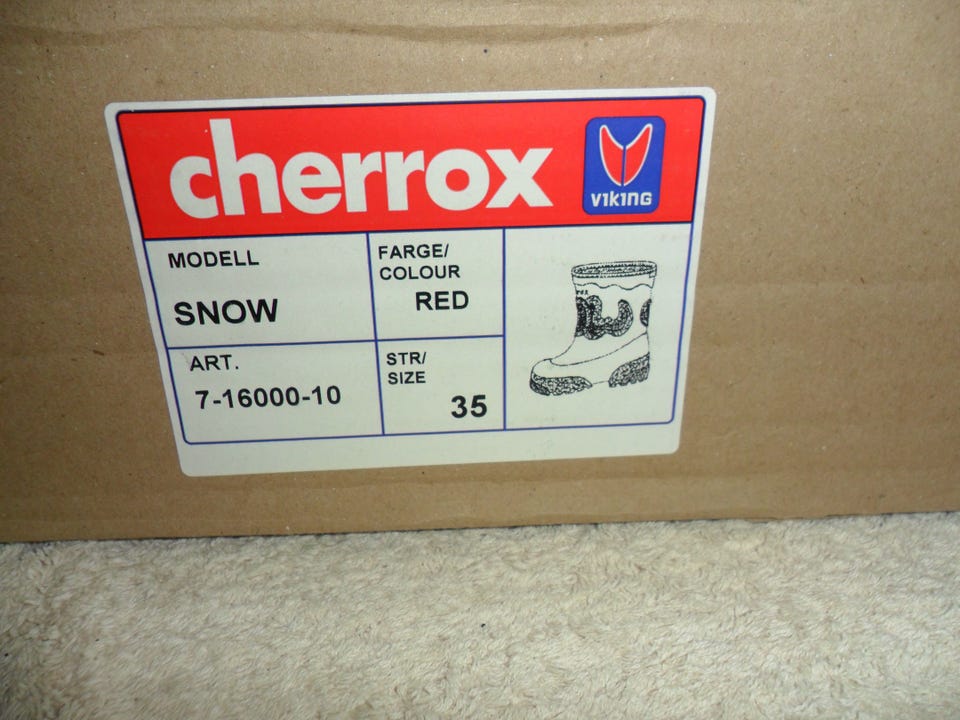 cherrox
VIKING
MODELL
SNOW
FARGE/
COLOUR
RED
ART.
7-16000-10
STR/
SIZE
35